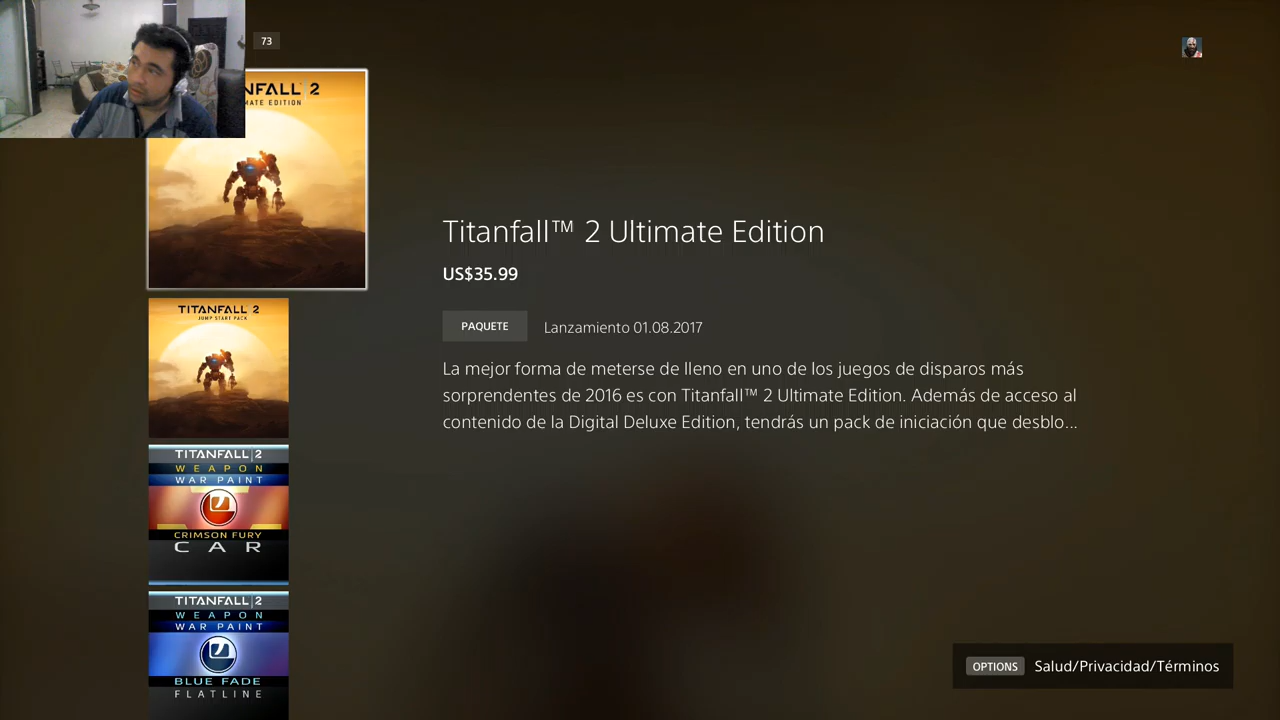 73
NFALL 2
MATE EDITION
Titanfall™ 2 Ultimate Edition
US$35.99
PAQUETE
Lanzamiento 01.08.2017
La mejor forma de meterse de lleno en uno de los juegos de disparos más
sorprendentes de 2016 es con Titanfall™ 2 Ultimate Edition. Además de acceso al
contenido de la Digital Deluxe Edition, tendrás un pack de iniciación que desblo...
TITANFALL 2
JUMP START PACK
TITANFALL 2
WEAPON
WAR PAINT
CRIMSON FURY
CAR
TITANFALL 2
WEAPON
WAR PAINT
BLUE FADE
FLATLINE
OPTIONS Salud/Privacidad/Términos